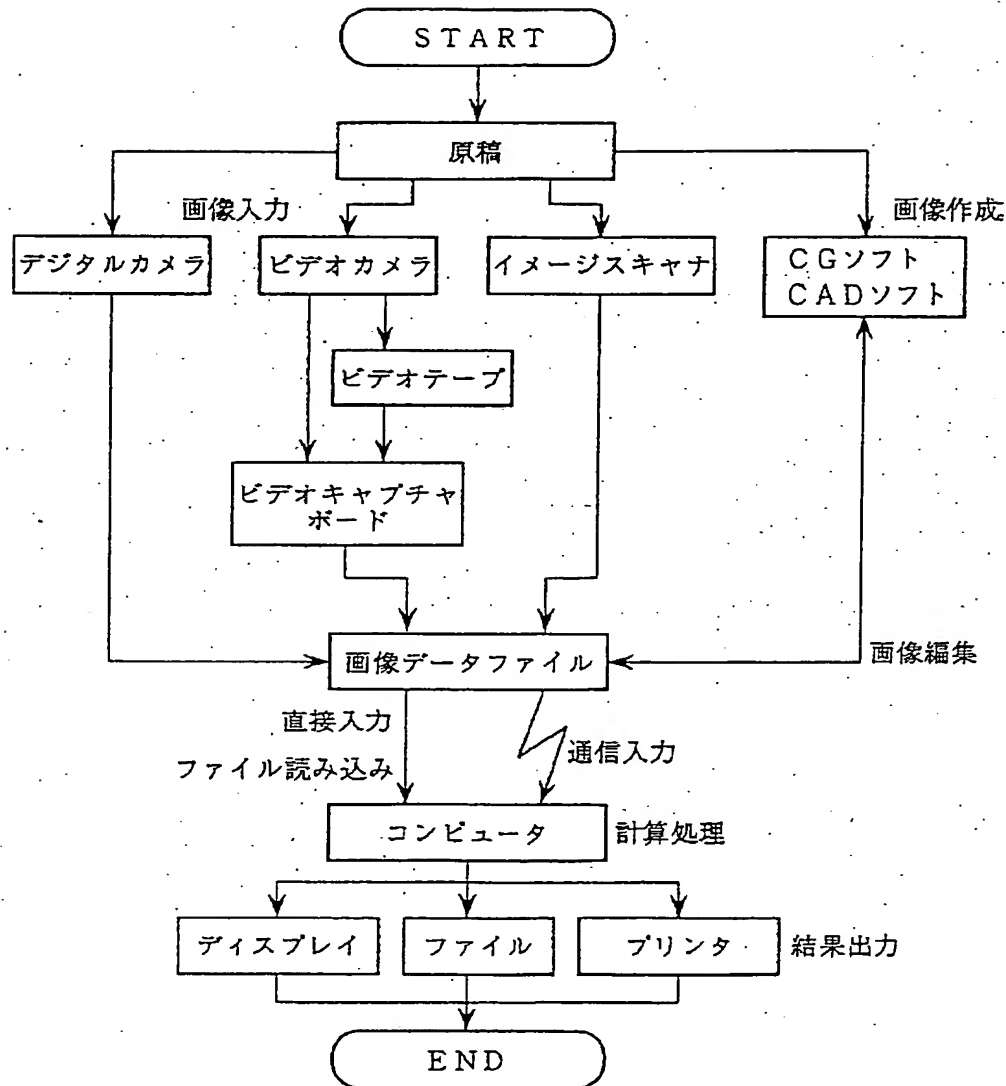 START
原稿
画像入力
画像作成
デジタルカメラ
ビデオカメラ
イメージスキャナ
CGソフト
CADソフト
ビデオテープ
ビデオキャプチャ
ボード
画像データファイル
画像編集
直接入力
通信入力
ファイル読み込み
コンピュータ
計算処理
ディスプレイ
ファイル
プリンタ
結果出力
END